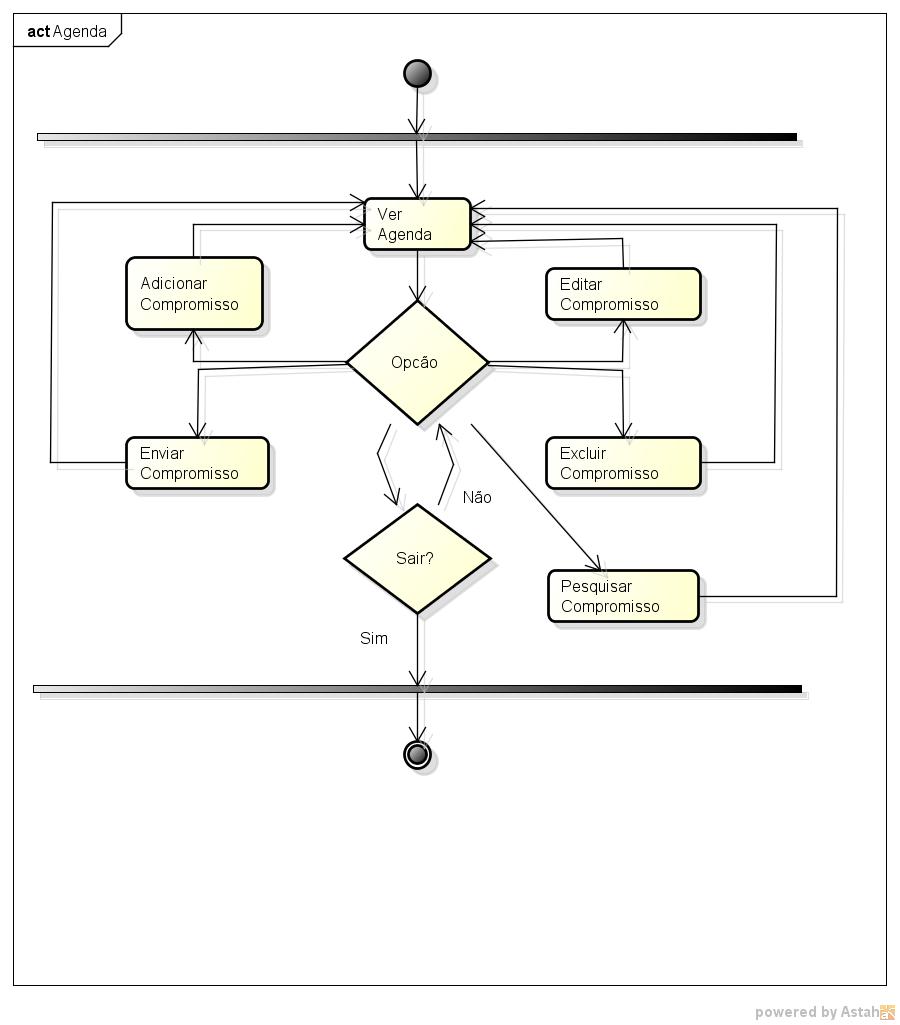 act Agenda
Ver
Agenda
Adicionar
Compromisso
Editar
Compromisso
Opcão
Enviar
Compromisso
Excluir
Compromisso
Não
Sair?
Pesquisar
Compromisso
Sim
powered by Astah